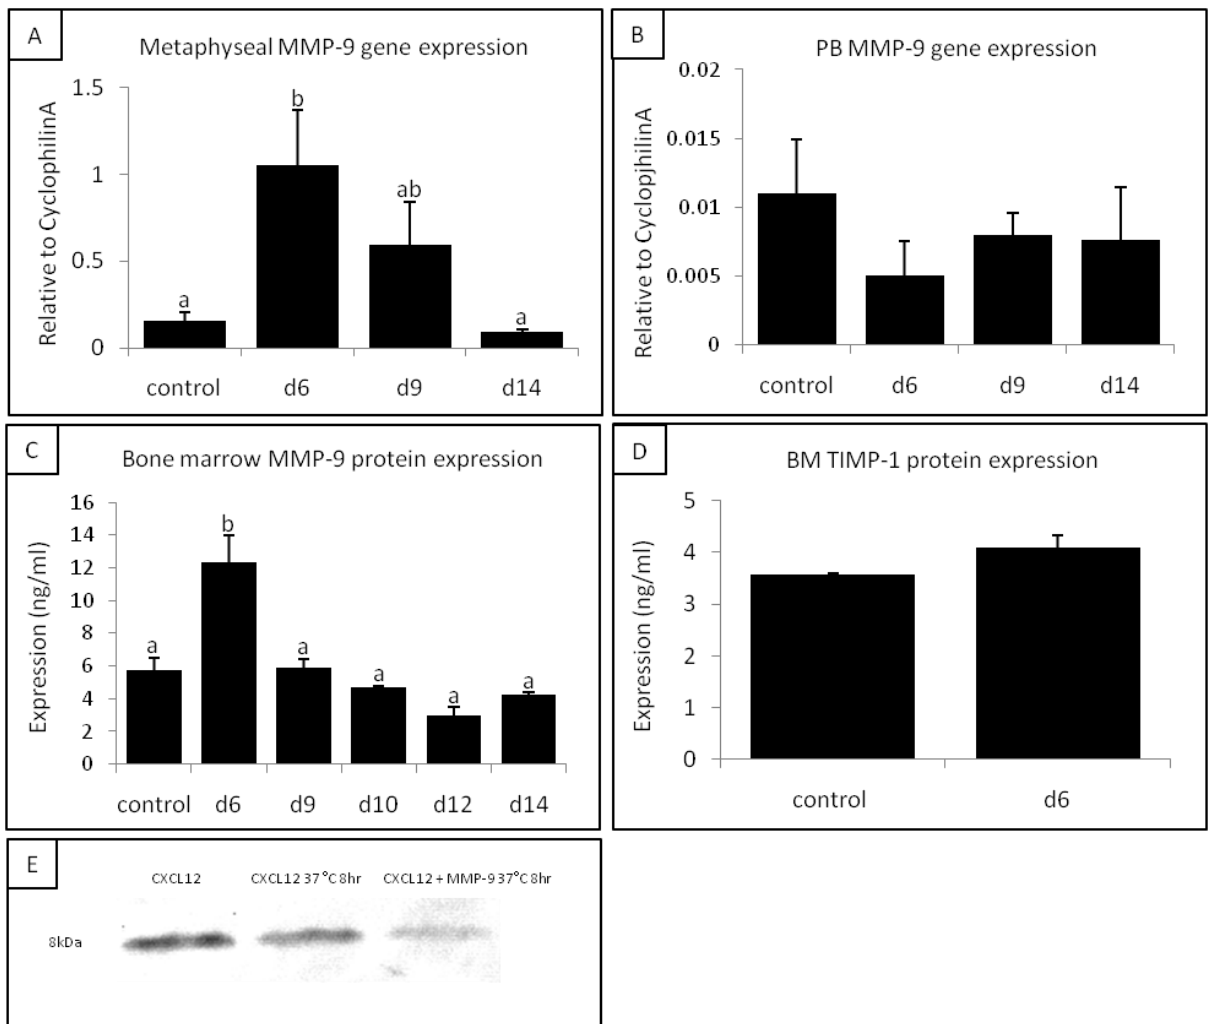 A
Metaphyseal MMP-9 gene expression
Relative to CyclophilinA
1.5
1
0.5
0
a
b
ab
a
control d6 d9 d14
B
PB MMP-9 gene expression
Relative to CyclopjhilinA
0.02
0.015
0.01
0.005
0
control d6 d9 d14
C
Bone marrow MMP-9 protein expression
Expression (ng/ml)
16
14
12
10
8
6
4
2
0
a
b
a
a
a
a
control d6 d9 d10 d12 d14
D
BM TIMP-1 protein expression
Expression (ng/ml)
5
4
3
2
1
0
control d6
E
CXCL12 CXCL12 37°C 8hr CXCL12 + MMP-9 37°C 8hr
8kDa